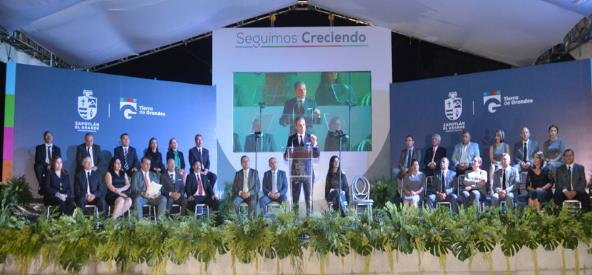 Seguimos Creciendo
ZAPOTLÁN
EL GRANDE
Tierra
de Grandes
ZAPOTLÁN
EL GRANDE
Tierra
de Grandes